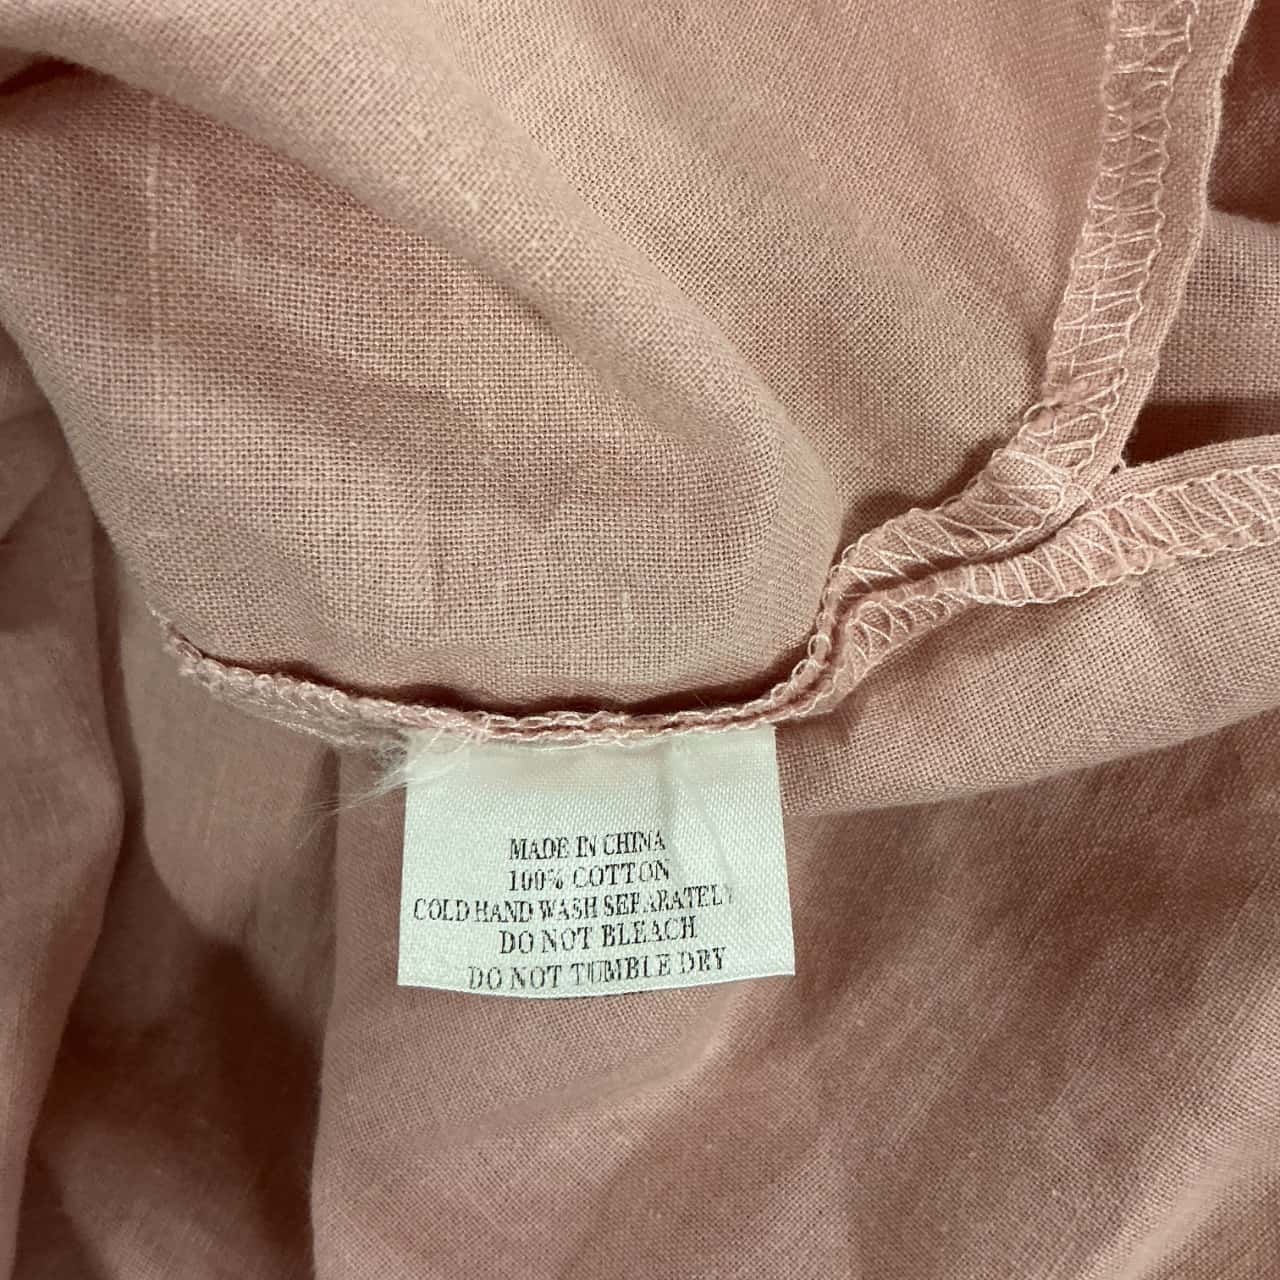 MADE IN CHINA
100% COTTON
COLD HAND WASH SEPARATELY
DO NOT BLEACH
DO NOT TUMBLE DRY